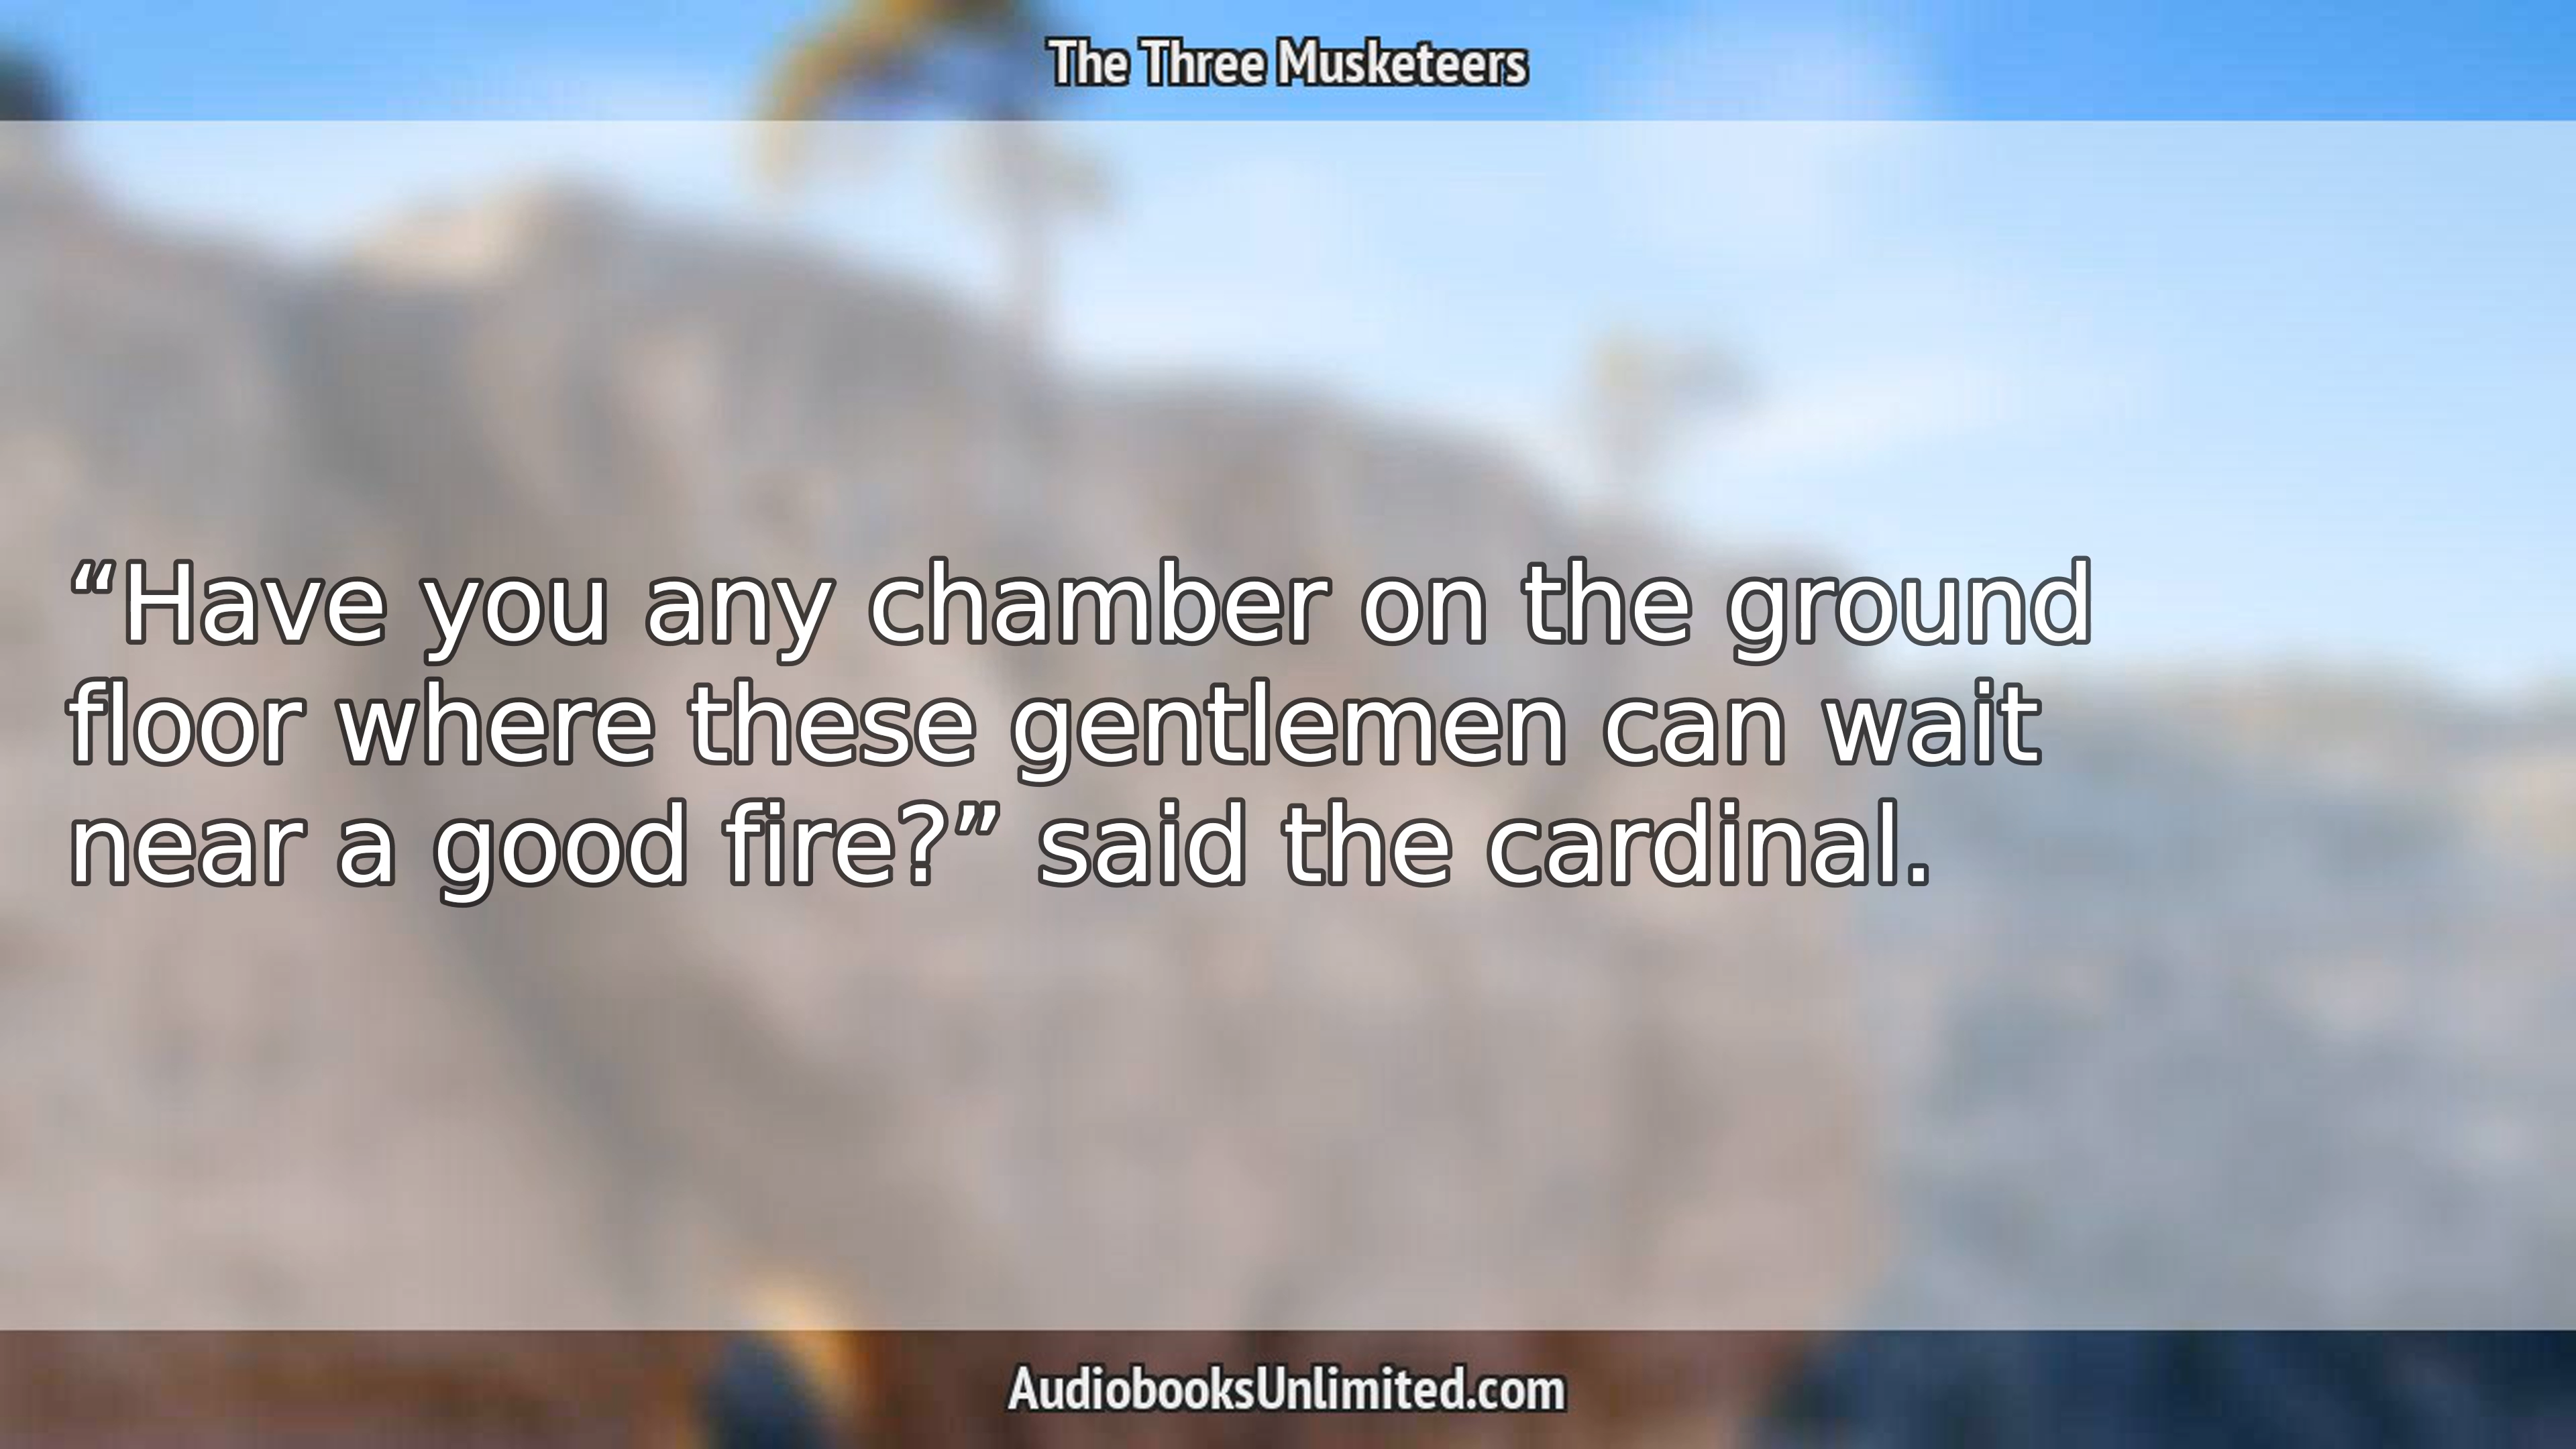 The Three Musketeers
“Have you any chamber on the ground
floor where these gentlemen can wait
near a good fire?” said the cardinal.
AudiobooksUnlimited.com